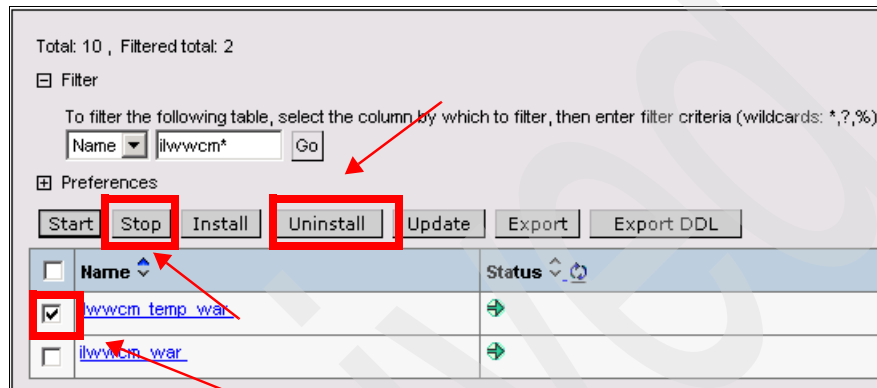 Total: 10 , Filtered total: 2
Filter
To filter the following table, select the column by which to filter, then enter filter criteria (wildcards: *,?,%)
Name ilwwcm* Go
Preferences
Start Stop Install Uninstall Update Export Export DDL
Name Status
ilwwcm_temp_war
ilwwcm_war